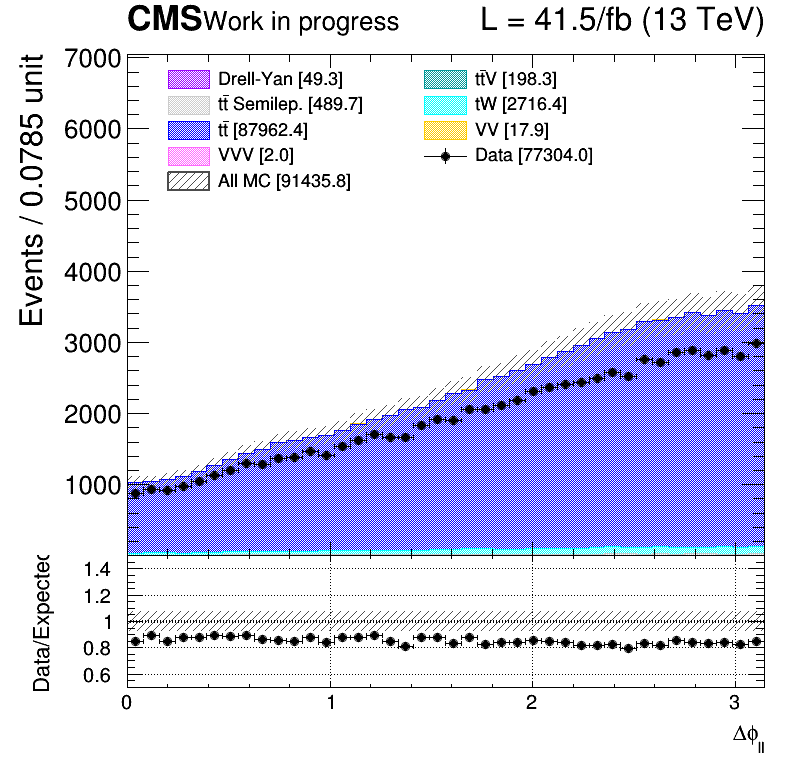 CMS Work in progress L = 41.5/fb (13 TeV)
Events / 0.0785 unit
7000
6000
5000
4000
3000
2000
1000
Drell-Yan [49.3]
tt̄ Semilep. [489.7]
tt̄ [87962.4]
VVV [2.0]
All MC [91435.8]
tt̄V [198.3]
tW [2716.4]
VV [17.9]
Data [77304.0]
Data/Expected
1.4
1.2
1
0.8
0.6
0 1 2 3
Δϕ_ll